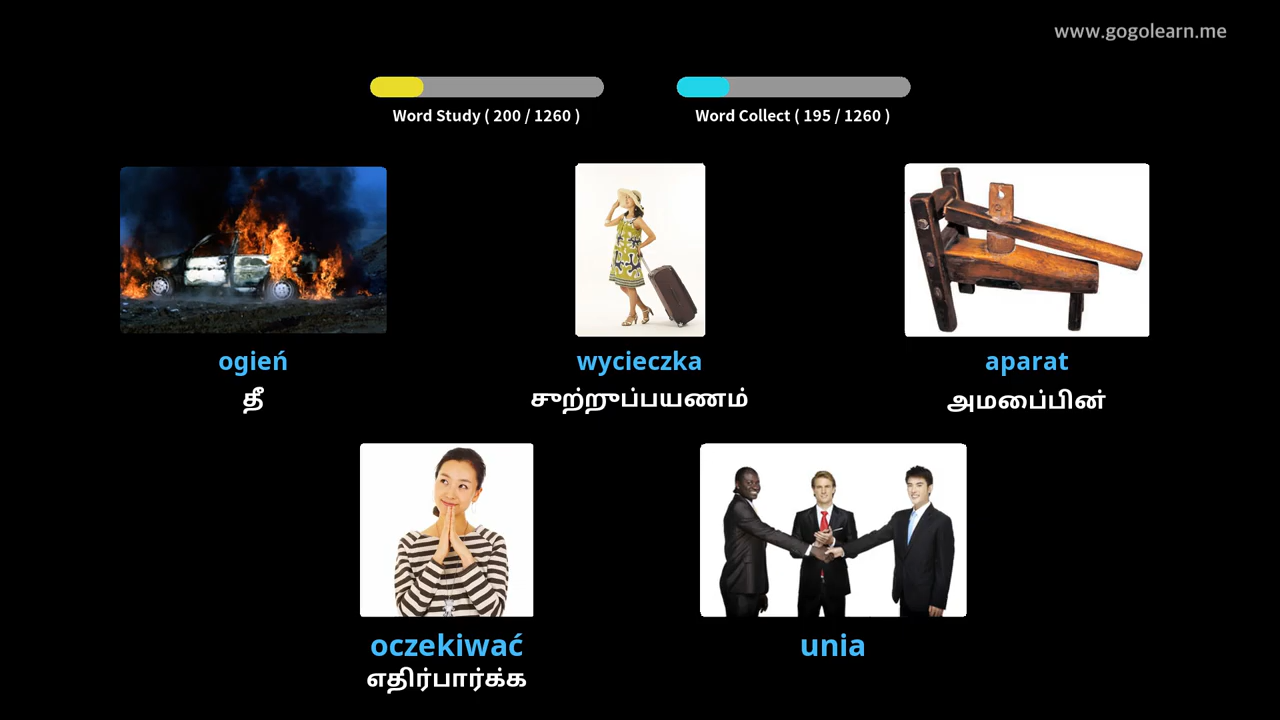 www.gogolearn.me
Word Study ( 200 / 1260 )
Word Collect ( 195 / 1260 )
ogień
wycieczka
aparat
தீ
சுற்றுப்பயணம்
அமைப்பின்
oczekiwać
unia
எதிர்பார்க்க